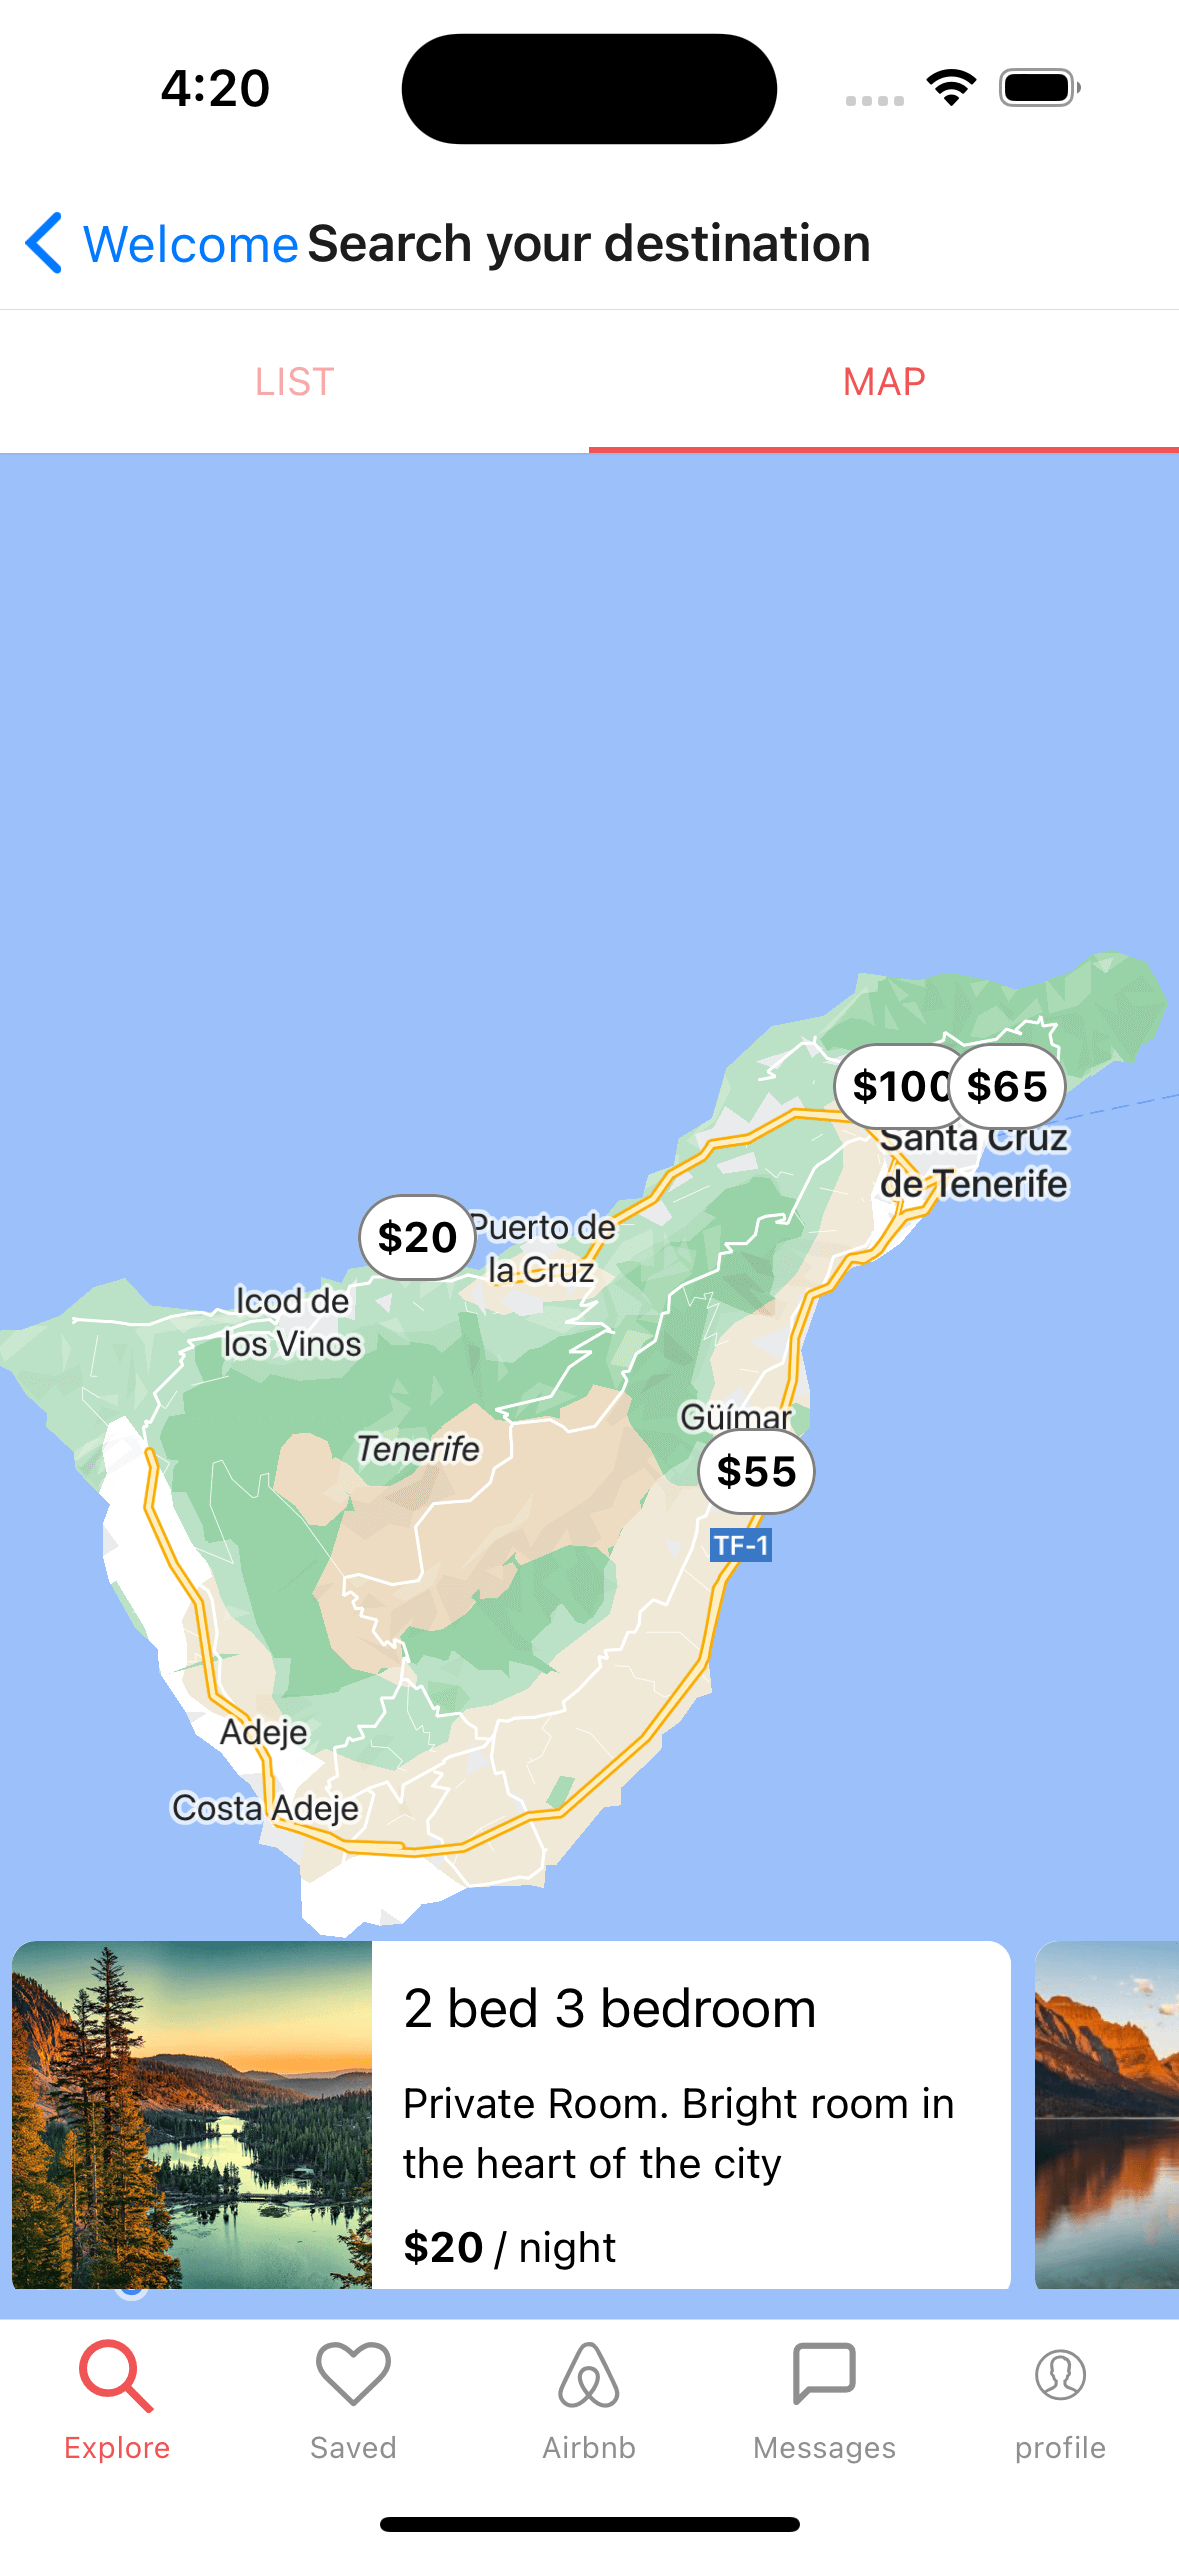 4:20
Welcome Search your destination
LIST MAP
$100 $65
Santa Cruz
de Tenerife
$20 Puerto de
la Cruz
Icod de
los Vinos
Güímar
Tenerife
$55
TF-1
Adeje
Costa Adeje
2 bed 3 bedroom
Private Room. Bright room in
the heart of the city
$20 / night
Explore Saved Airbnb Messages profile